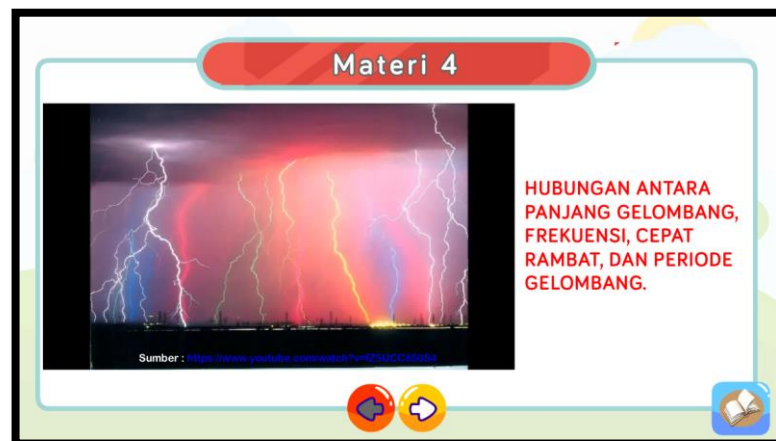 Materi 4
HUBUNGAN ANTARA
PANJANG GELOMBANG,
FREKUENSI, CEPAT
RAMBAT, DAN PERIODE
GELOMBANG.
Sumber :